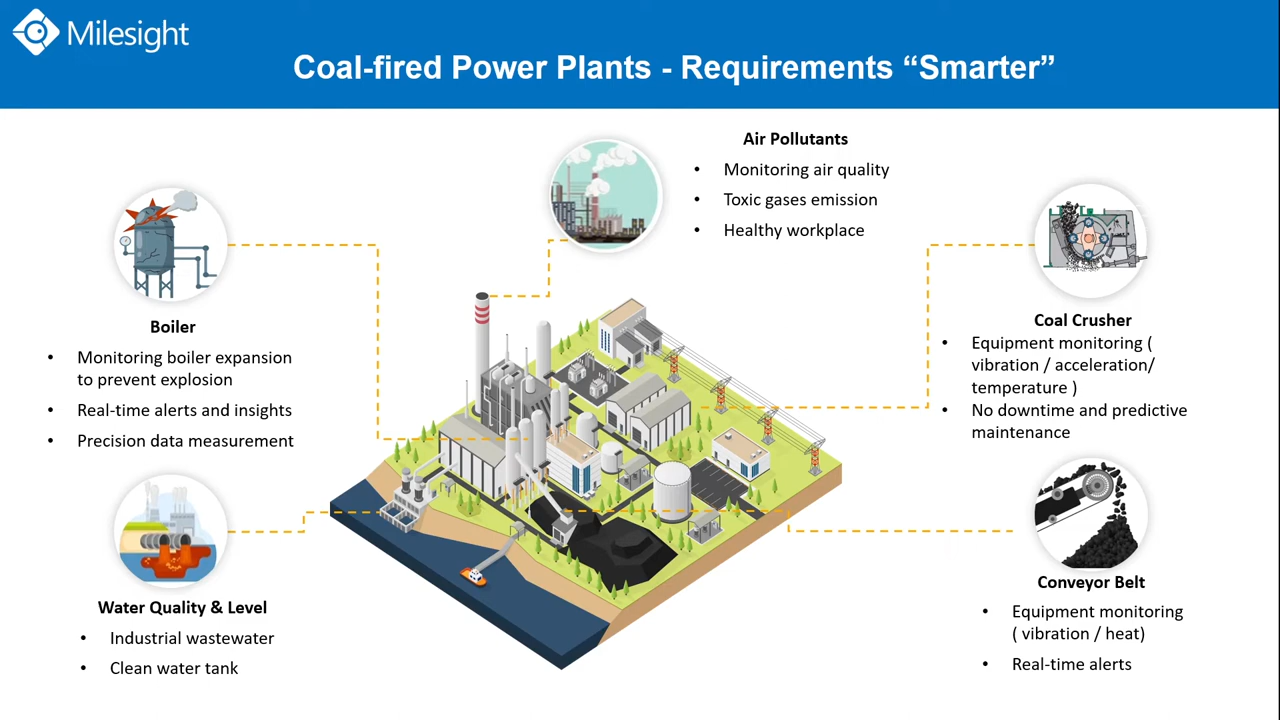 Milesight
Coal-fired Power Plants - Requirements “Smarter”
Air Pollutants
• Monitoring air quality
• Toxic gases emission
• Healthy workplace
Boiler
• Monitoring boiler expansion
to prevent explosion
• Real-time alerts and insights
• Precision data measurement
Coal Crusher
• Equipment monitoring (
vibration / acceleration/
temperature )
• No downtime and predictive
maintenance
Water Quality & Level
• Industrial wastewater
• Clean water tank
Conveyor Belt
• Equipment monitoring
( vibration / heat)
• Real-time alerts